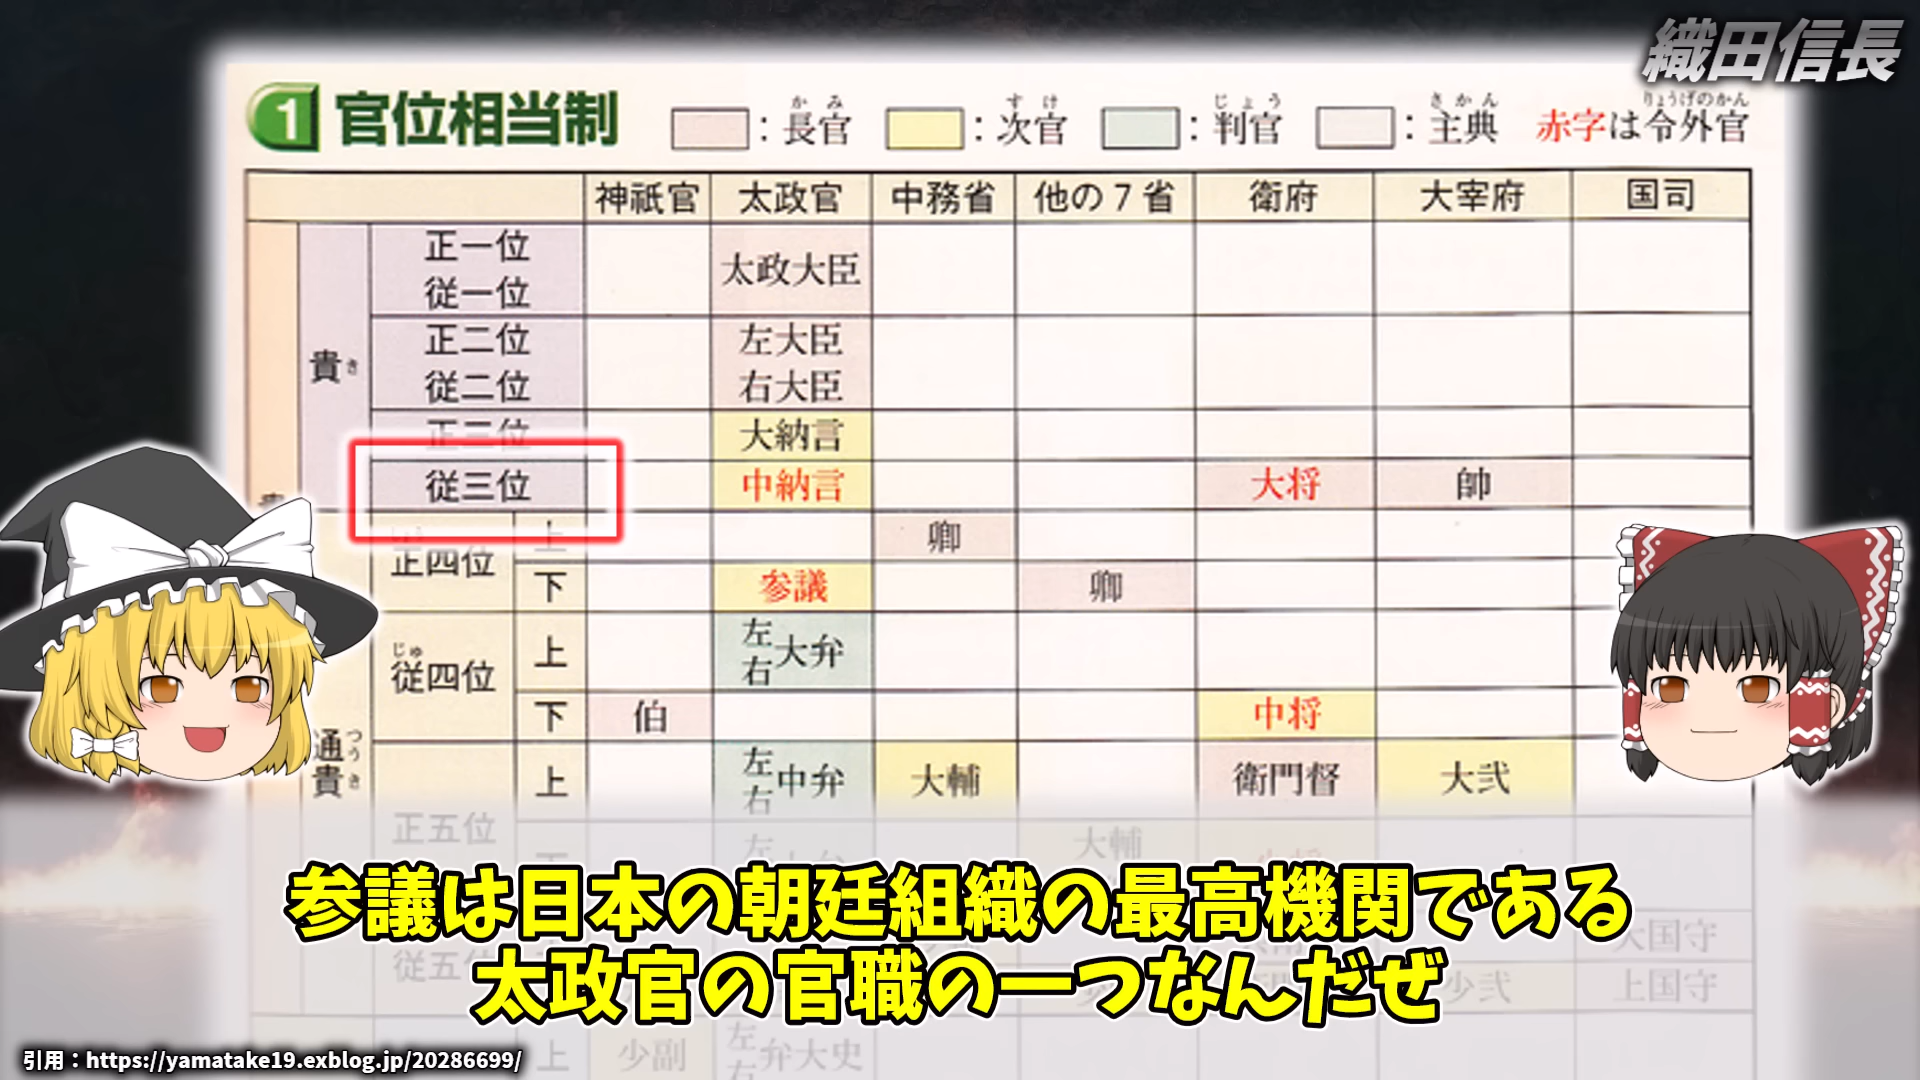 織田信長
1 官位相当制
かみ すけ じょう さかん りょうげのかん
：長官 ：次官 ：判官 ：主典 赤字は令外官
神祇官 太政官 中務省 他の7省 衛府 大宰府 国司
貴 き
正一位
従一位
太政大臣
正二位 左大臣
従二位 右大臣
正三位 大納言
従三位 中納言 大将 帥
正四位 上 卿
下 参議 卿
じゅ
従四位 上 左右大弁
下 伯 中将
通貴 つうき
上 左右中弁 大輔 衛門督 大弐
正五位
大輔
大国守
従五位
少弐 上国守
上 少副 左右弁大史
参議は日本の朝廷組織の最高機関である
太政官の官職の一つなんだぜ
引用：https://yamatake19.exblog.jp/20286699/